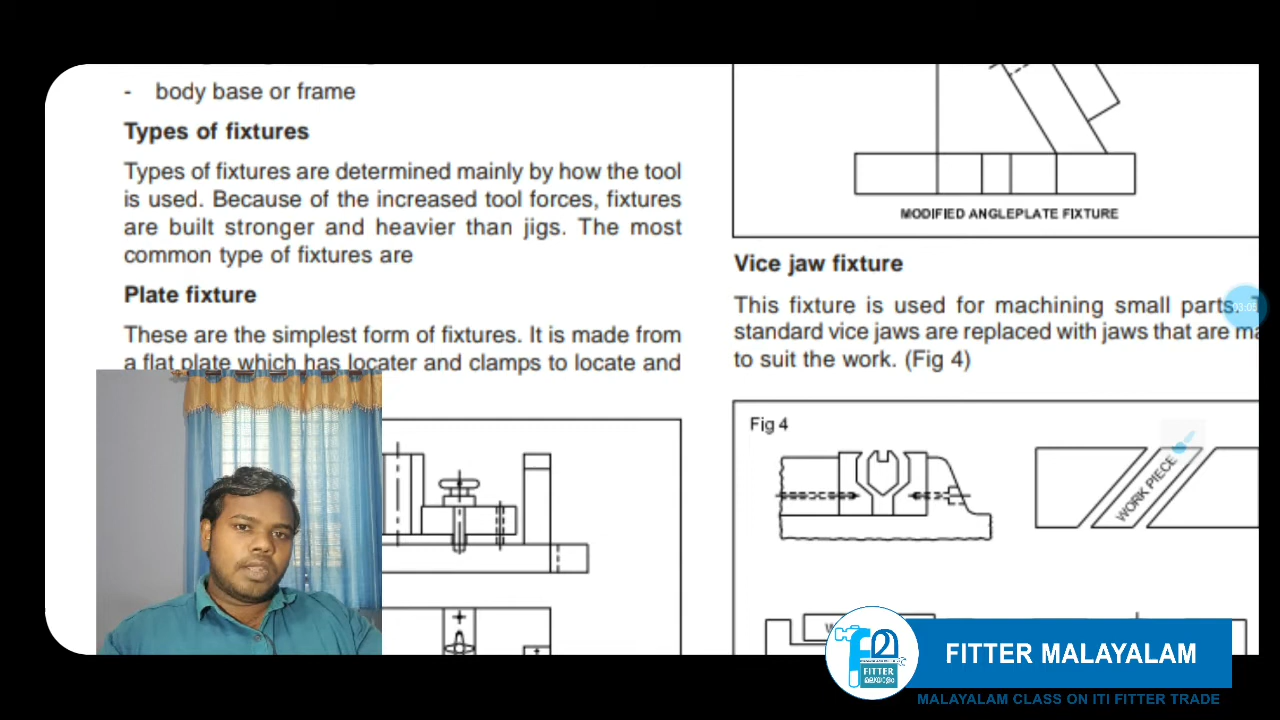 - body base or frame
Types of fixtures
Types of fixtures are determined mainly by how the tool
is used. Because of the increased tool forces, fixtures
are built stronger and heavier than jigs. The most
common type of fixtures are
Plate fixture
These are the simplest form of fixtures. It is made from
a flat plate which has locater and clamps to locate and
MODIFIED ANGLEPLATE FIXTURE
Vice jaw fixture
This fixture is used for machining small parts.
03:05
standard vice jaws are replaced with jaws that are
to suit the work. (Fig 4)
Fig 4
WORK PIECE
FITTER
FITTER MALAYALAM
MALAYALAM CLASS ON ITI FITTER TRADE